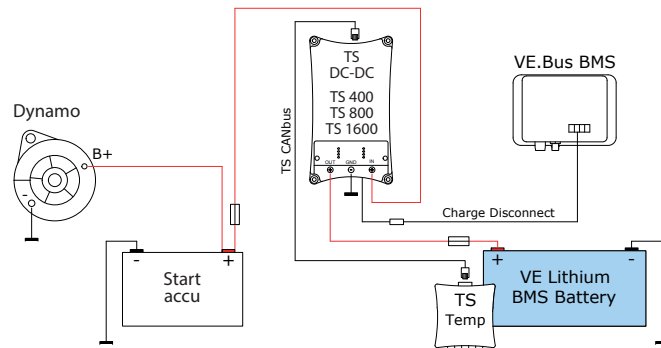 TS
DC-DC
TS 400
TS 800
TS 1600
OUT
GND
IN
VE.Bus BMS
Dynamo
B+
-
TS CANbus
Charge Disconnect
-
+
Start
accu
+
-
VE Lithium
BMS Battery
TS
Temp